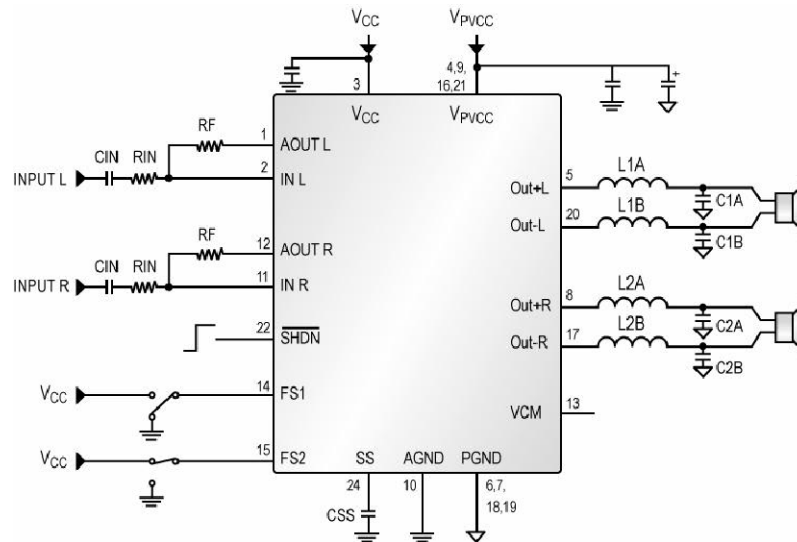 VCC VPVCC
4,9,
3 16,21
VCC VPVCC
RF 1 AOUT L
CIN RIN
INPUT L 2 IN L
Out+L 5 L1A
C1A
Out-L 20 L1B
C1B
RF 12 AOUT R
CIN RIN
INPUT R 11 IN R
Out+R 8 L2A
C2A
Out-R 17 L2B
C2B
22 SHDN
VCC 14 FS1
VCM 13
VCC 15 FS2
SS AGND PGND
24 10 6,7,
18,19
CSS
+